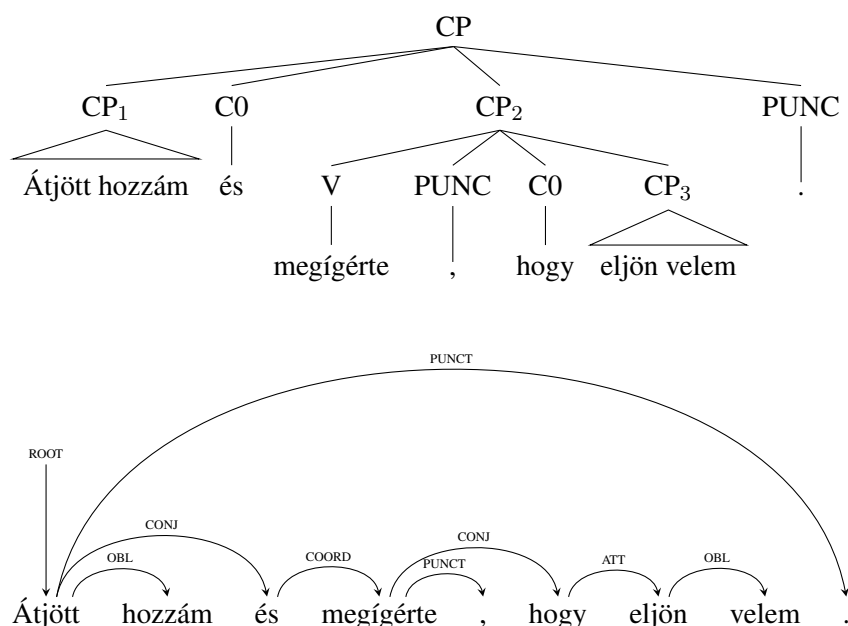 CP
CP₁ C0 CP₂ PUNC
Átjött hozzám és V PUNC C0 CP₃ .
megígérte , hogy eljön velem
PUNCT
ROOT
CONJ CONJ
OBL COORD PUNCT ATT OBL
Átjött hozzám és megígérte , hogy eljön velem .